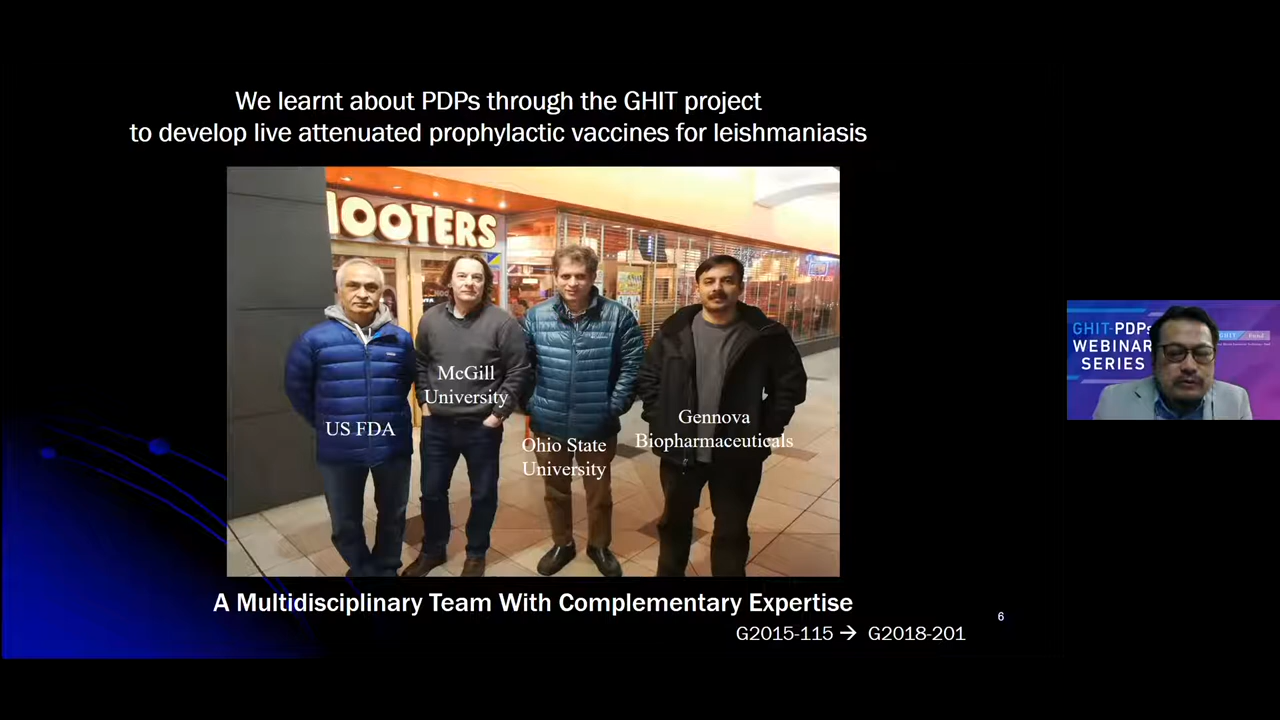 We learnt about PDPs through the GHIT project
to develop live attenuated prophylactic vaccines for leishmaniasis
HOOTERS
US FDA
McGill
University
Ohio State
University
Gennova
Biopharmaceuticals
A Multidisciplinary Team With Complementary Expertise
G2015-115 → G2018-201
6
GHIT-PDPs
WEBINAR
SERIES
GHIT Fund